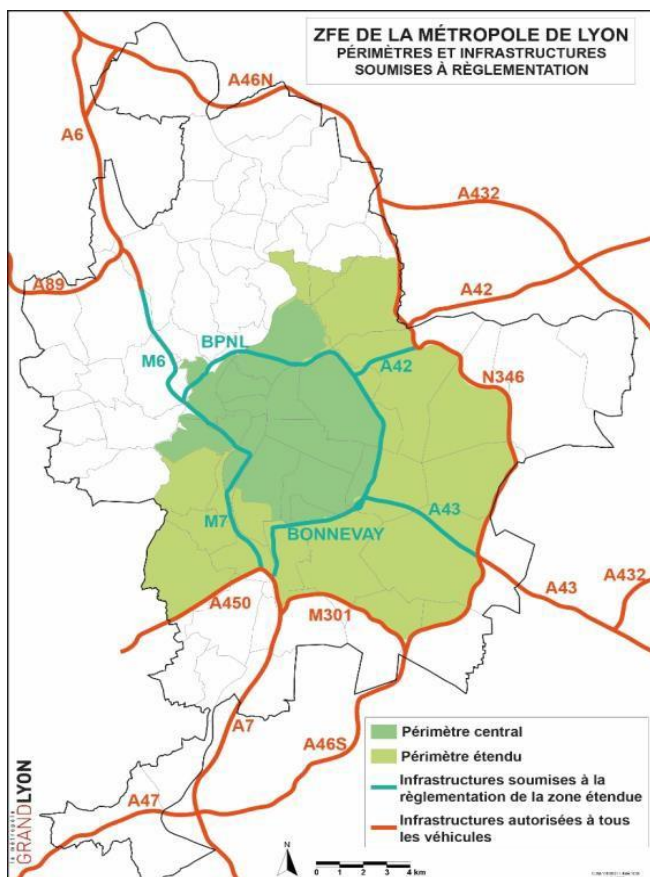 ZFE DE LA MÉTROPOLE DE LYON
PÉRIMÈTRES ET INFRASTRUCTURES
SOUMISES À RÈGLEMENTATION
A46N
A6
A432
A89
A42
BPNL
M6
A42
N346
M7
A43
BONNEVAY
A450
M301
A43
A432
A7
A46S
A47
Périmètre central
Périmètre étendu
Infrastructures soumises à la
règlementation de la zone étendue
Infrastructures autorisées à tous
les véhicules
la métropole
GRANDLYON
N
0 1 2 3 4 km